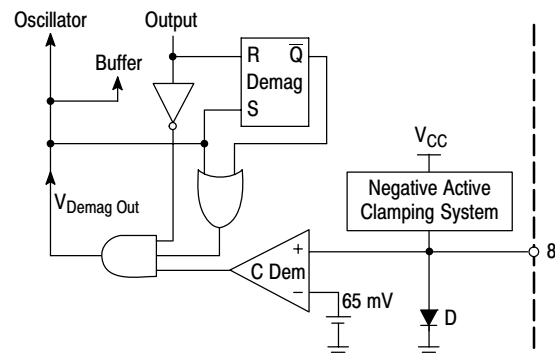 Oscillator
Output
Buffer
R Q̅
Demag
S
VCC
Negative Active
Clamping System
VDemag Out
C Dem
+
−
65 mV
D
8